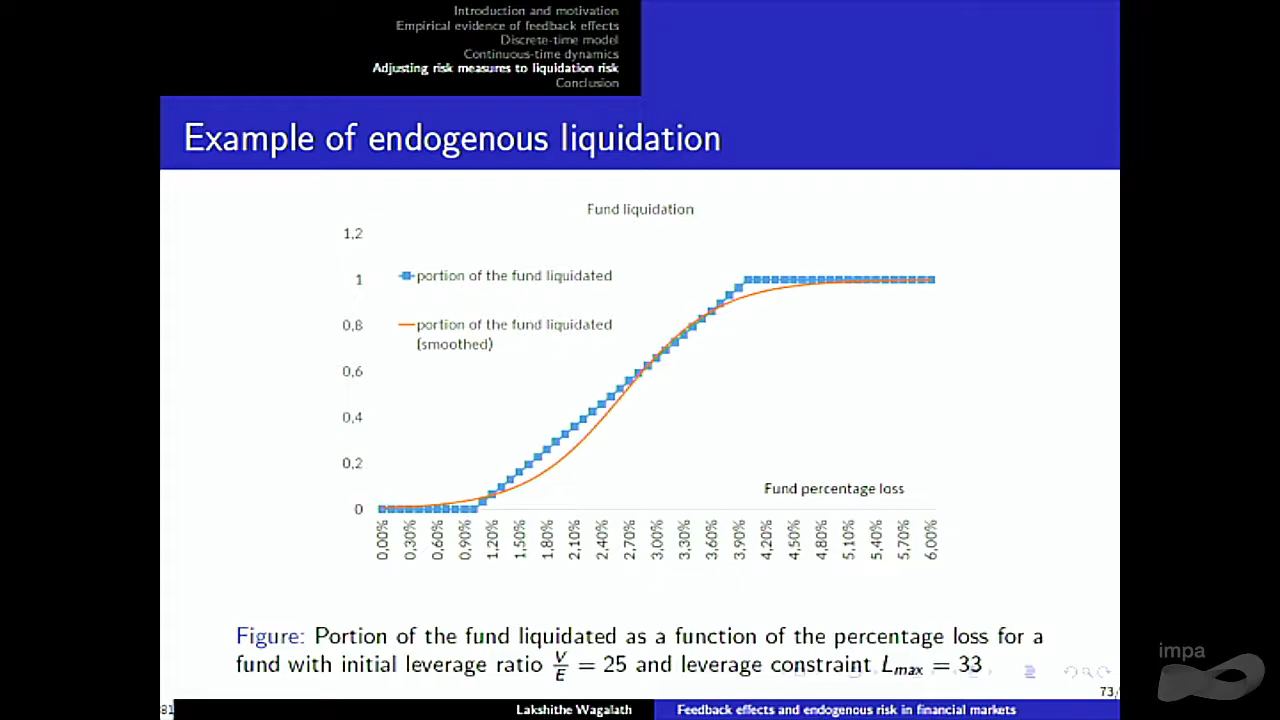 Introduction and motivation
Empirical evidence of feedback effects
Discrete-time model
Continuous-time dynamics
Adjusting risk measures to liquidation risk
Conclusion
Example of endogenous liquidation
Fund liquidation
1,2
1
0,8
0,6
0,4
0,2
0
portion of the fund liquidated
portion of the fund liquidated
(smoothed)
Fund percentage loss
0,00% 0,30% 0,60% 0,90% 1,20% 1,50% 1,80% 2,10% 2,40% 2,70% 3,00% 3,30% 3,60% 3,90% 4,20% 4,50% 4,80% 5,10% 5,40% 5,70% 6,00%
Figure: Portion of the fund liquidated as a function of the percentage loss for a
fund with initial leverage ratio V/E = 25 and leverage constraint Lmax = 33
impa
73/
81
Lakshithe Wagalath
Feedback effects and endogenous risk in financial markets